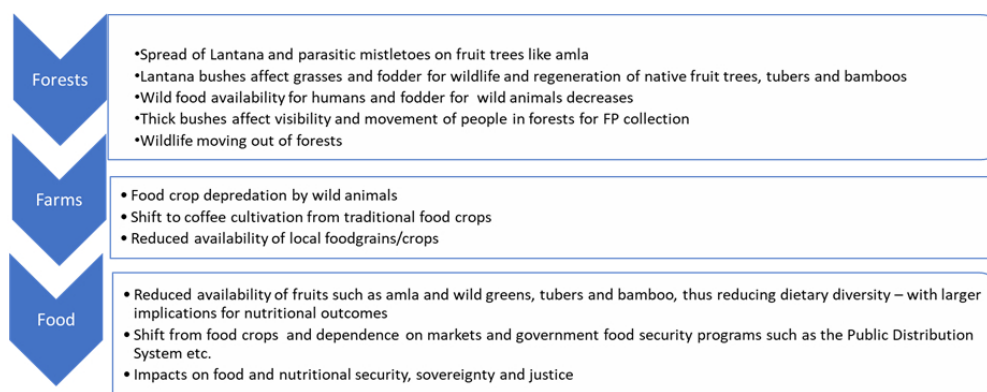 Forests
•Spread of Lantana and parasitic mistletoes on fruit trees like amla
•Lantana bushes affect grasses and fodder for wildlife and regeneration of native fruit trees, tubers and bamboos
•Wild food availability for humans and fodder for wild animals decreases
•Thick bushes affect visibility and movement of people in forests for FP collection
•Wildlife moving out of forests
Farms
• Food crop depredation by wild animals
• Shift to coffee cultivation from traditional food crops
• Reduced availability of local foodgrains/crops
Food
• Reduced availability of fruits such as amla and wild greens, tubers and bamboo, thus reducing dietary diversity – with larger
implications for nutritional outcomes
• Shift from food crops and dependence on markets and government food security programs such as the Public Distribution
System etc.
• Impacts on food and nutritional security, sovereignty and justice